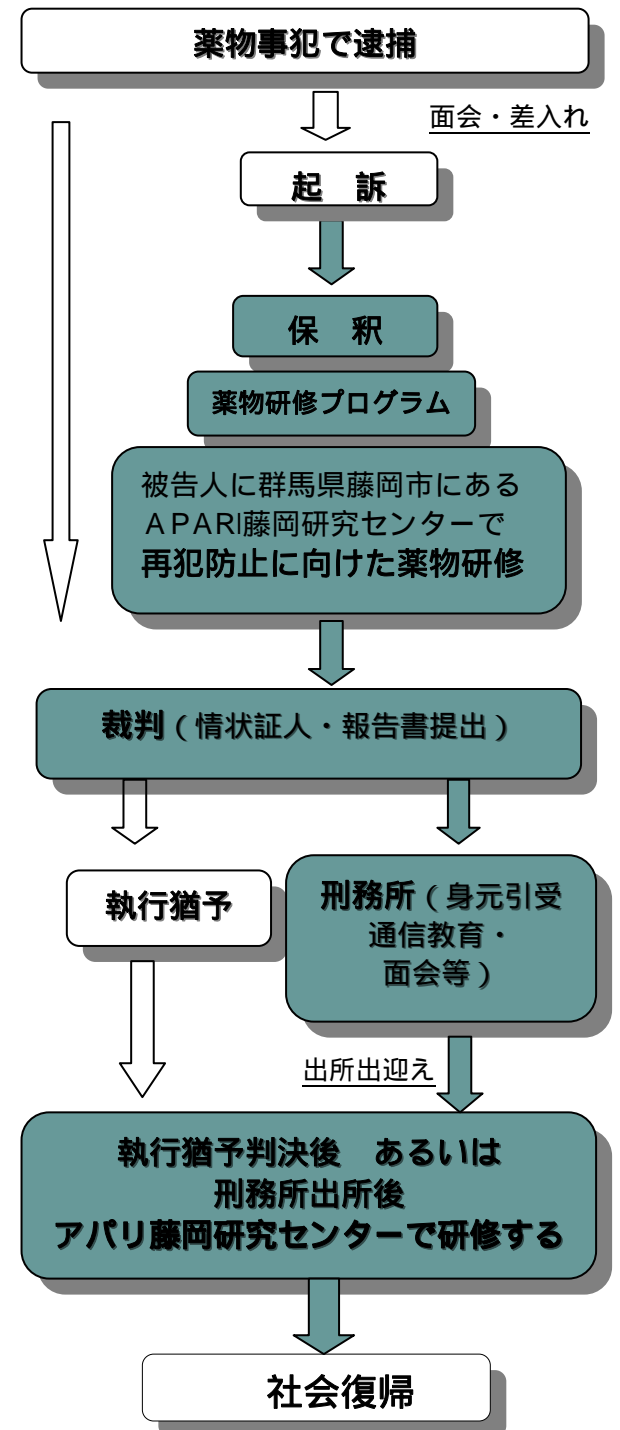 薬物事犯で逮捕
面会・差入れ
起　訴
保　釈
薬物研修プログラム
被告人に群馬県藤岡市にある
ＡPARI藤岡研究センターで
再犯防止に向けた薬物研修
裁判（情状証人・報告書提出）
執行猶予
刑務所（身元引受
通信教育・
面会等）
出所出迎え
執行猶予判決後　あるいは
刑務所出所後
アパリ藤岡研究センターで研修する
社会復帰